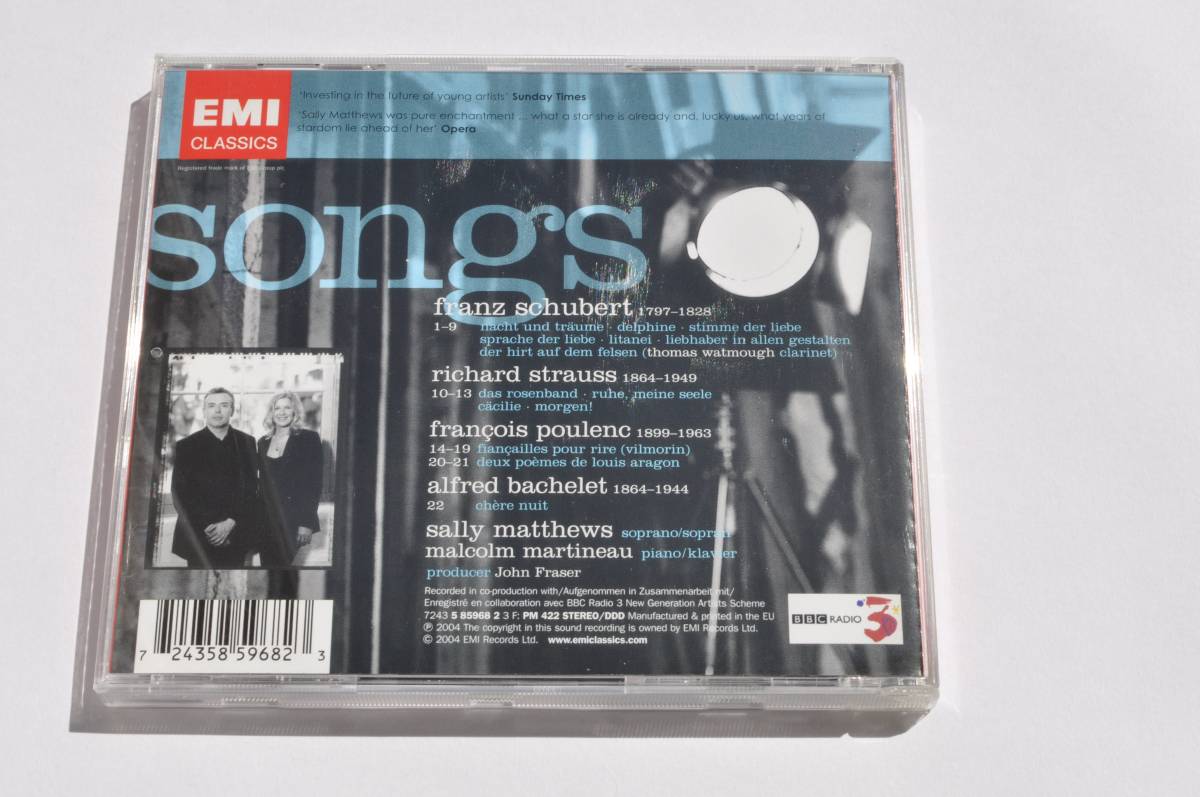 EMI
CLASSICS
'Investing in the future of young artists' Sunday Times
'Sally Matthews was pure enchantment ... what a star she is already and, lucky us, what years of
stardom lie ahead of her' Opera
Registered trade mark of plc
songs
franz schubert 1797–1828
1–9 nacht und träume · delphine · stimme der liebe
sprache der liebe · litanei · liebhaber in allen gestalten
der hirt auf dem felsen (thomas watmough clarinet)
richard strauss 1864–1949
10–13 das rosenband · ruhe, meine seele
cäcilie · morgen!
françois poulenc 1899–1963
14–19 fiançailles pour rire (vilmorin)
20–21 deux poèmes de louis aragon
alfred bachelet 1864–1944
22 chère nuit
sally matthews soprano/sopran
malcolm martineau piano/klavier
producer John Fraser
Recorded in co-production with/Aufgenommen in Zusammenarbeit mit/
Enregistré en collaboration avec BBC Radio 3 New Generation Artists Scheme
7243 5 85968 2 3 F: PM 422 STEREO/DDD Manufactured & printed in the EU
℗ 2004 The copyright in this sound recording is owned by EMI Records Ltd.
© 2004 EMI Records Ltd. www.emiclassics.com
BBC RADIO 3
7 24358 59682 3